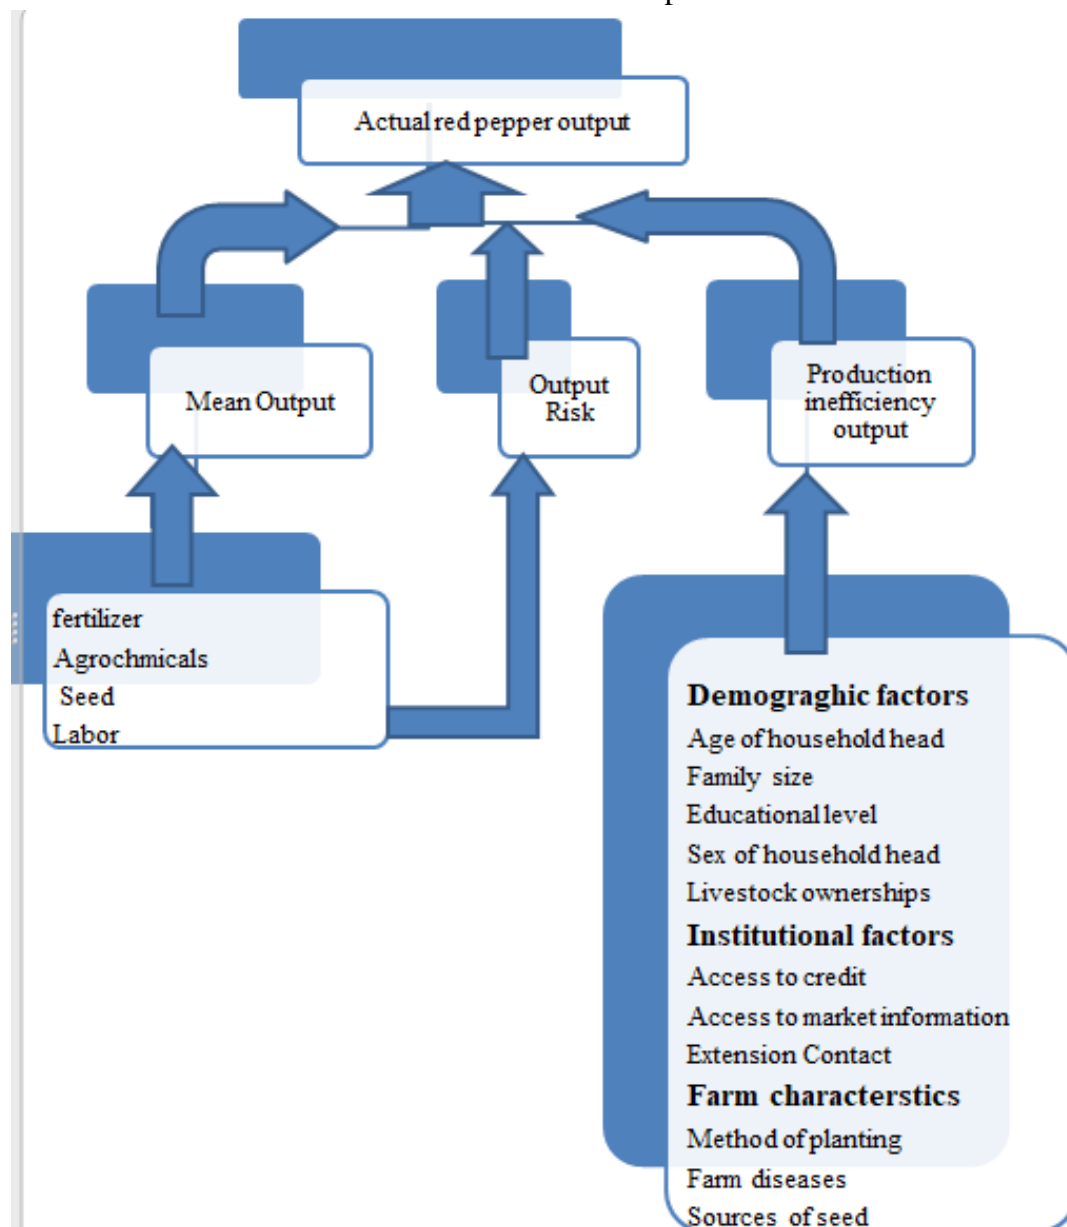 Actual red pepper output
Mean Output
Output
Risk
Production
inefficiency
output
fertilizer
Agrochmicals
Seed
Labor
Demograghic factors
Age of household head
Family size
Educational level
Sex of household head
Livestock ownerships
Institutional factors
Access to credit
Access to market information
Extension Contact
Farm characterstics
Method of planting
Farm diseases
Sources of seed